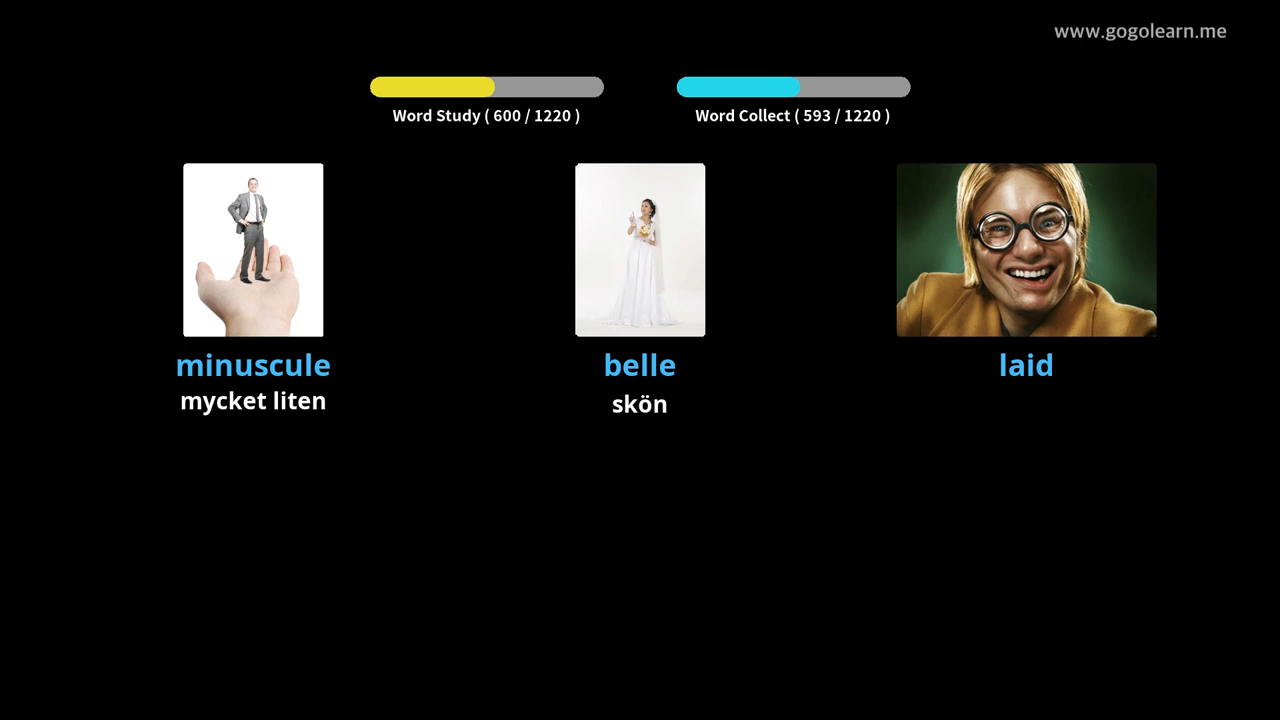 www.gogolearn.me
Word Study ( 600 / 1220 )
Word Collect ( 593 / 1220 )
minuscule
mycket liten
belle
skön
laid